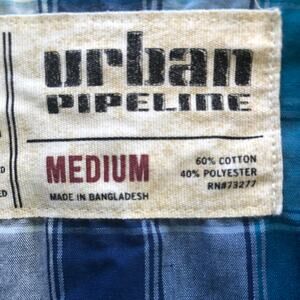 urban
PIPELINE
MEDIUM
MADE IN BANGLADESH
60% COTTON
40% POLYESTER
RN#73277